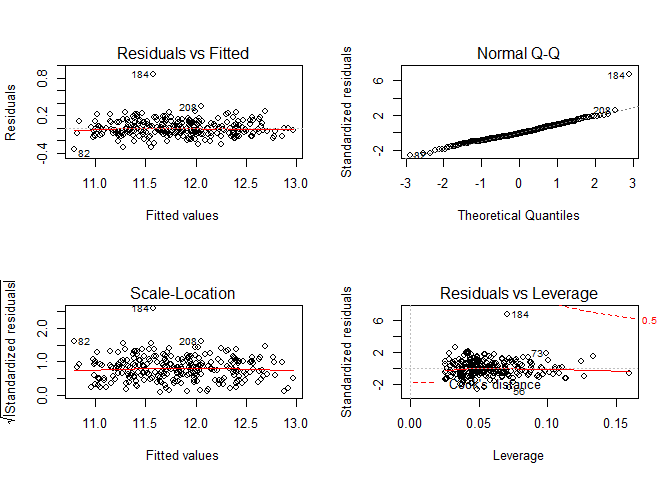 Residuals vs Fitted
Residuals
0.8
0.2
-0.4
184
208
82
11.0 11.5 12.0 12.5 13.0
Fitted values
Normal Q-Q
Standardized residuals
6
2
-2
184
208
82
-3 -2 -1 0 1 2 3
Theoretical Quantiles
Scale-Location
√|Standardized residuals|
2.0
1.0
0.0
184
82
208
11.0 11.5 12.0 12.5 13.0
Fitted values
Residuals vs Leverage
Standardized residuals
6
2
-2
184
0.5
73
Cook's distance
56
0.00 0.05 0.10 0.15
Leverage